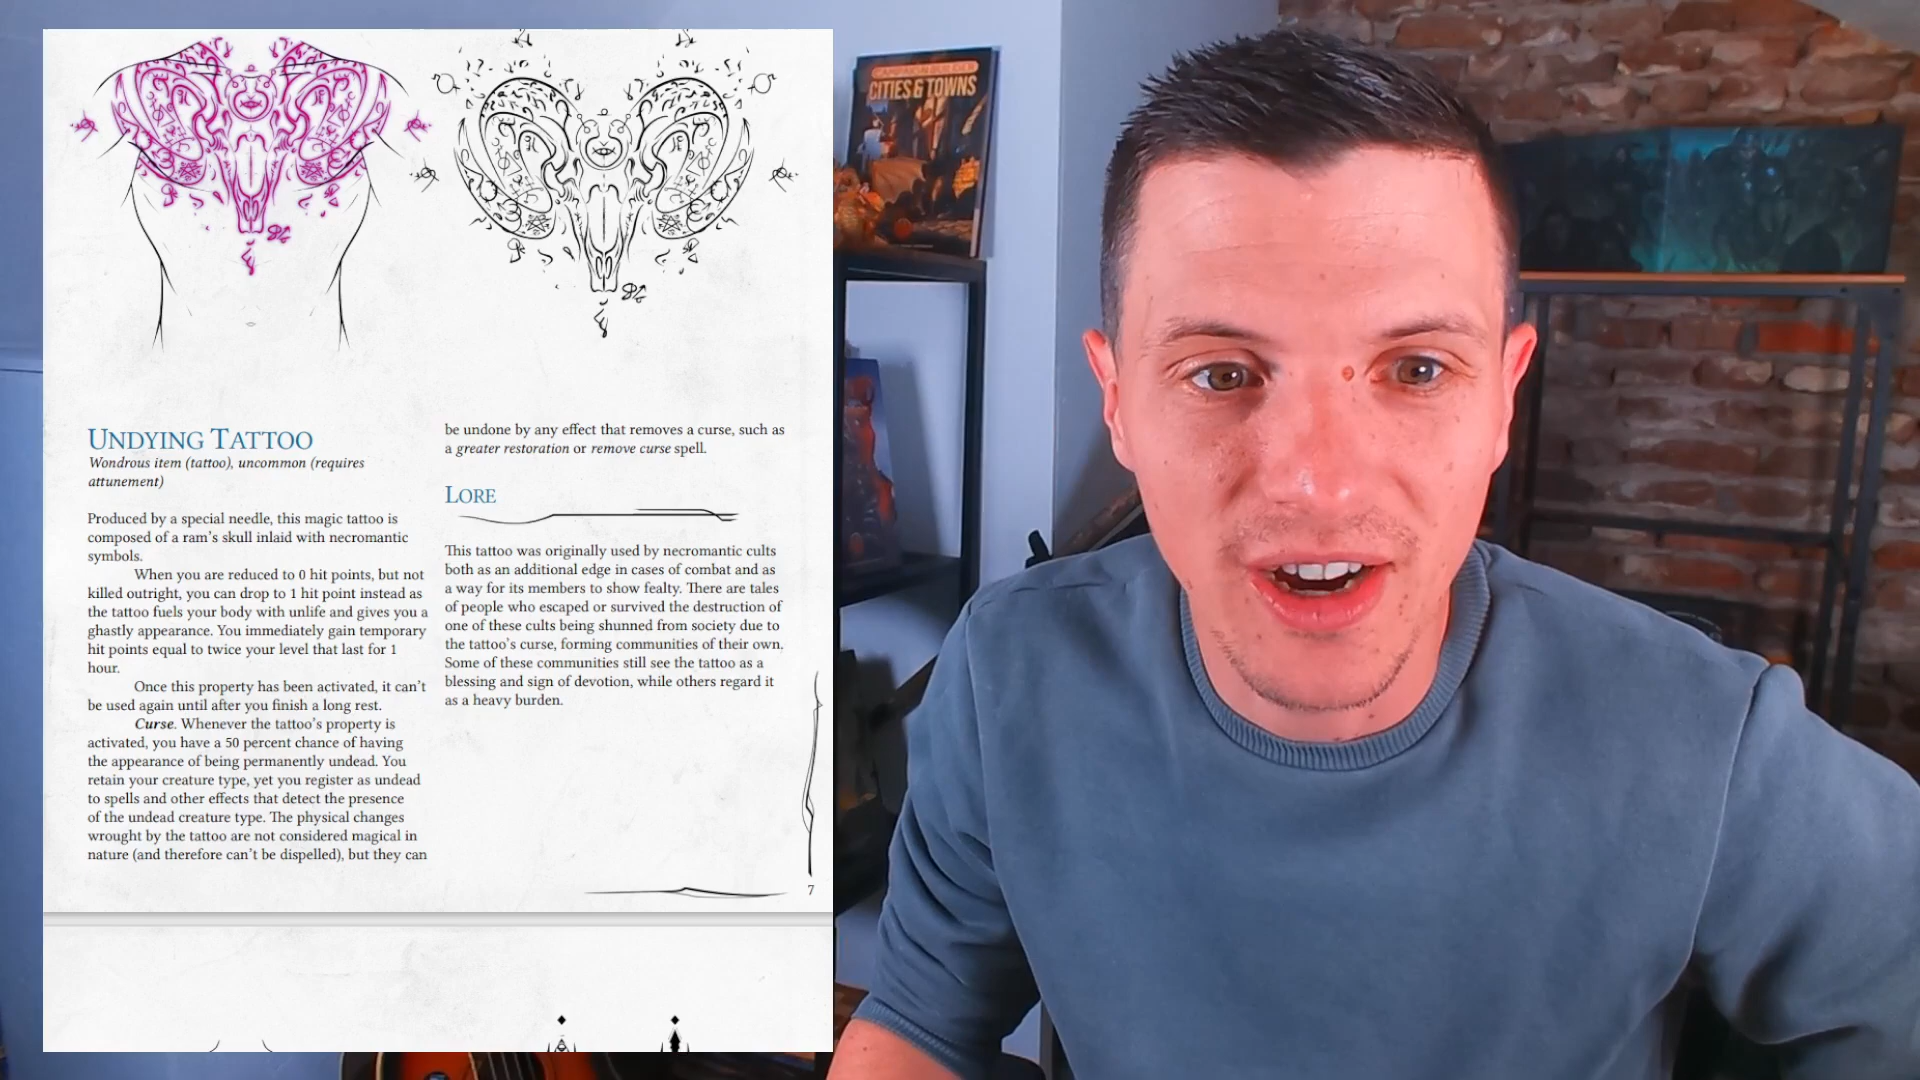 UNDYING TATTOO
Wondrous item (tattoo), uncommon (requires
attunement)
Produced by a special needle, this magic tattoo is
composed of a ram's skull inlaid with necromantic
symbols.
When you are reduced to 0 hit points, but not
killed outright, you can drop to 1 hit point instead as
the tattoo fuels your body with unlife and gives you a
ghastly appearance. You immediately gain temporary
hit points equal to twice your level that last for 1
hour.
Once this property has been activated, it can't
be used again until after you finish a long rest.
Curse. Whenever the tattoo's property is
activated, you have a 50 percent chance of having
the appearance of being permanently undead. You
retain your creature type, yet you register as undead
to spells and other effects that detect the presence
of the undead creature type. The physical changes
wrought by the tattoo are not considered magical in
nature (and therefore can't be dispelled), but they can
be undone by any effect that removes a curse, such as
a greater restoration or remove curse spell.
LORE
This tattoo was originally used by necromantic cults
both as an additional edge in cases of combat and as
a way for its members to show fealty. There are tales
of people who escaped or survived the destruction of
one of these cults being shunned from society due to
the tattoo's curse, forming communities of their own.
Some of these communities still see the tattoo as a
blessing and sign of devotion, while others regard it
as a heavy burden.
7
CAMPAIGN BUILDER
CITIES & TOWNS